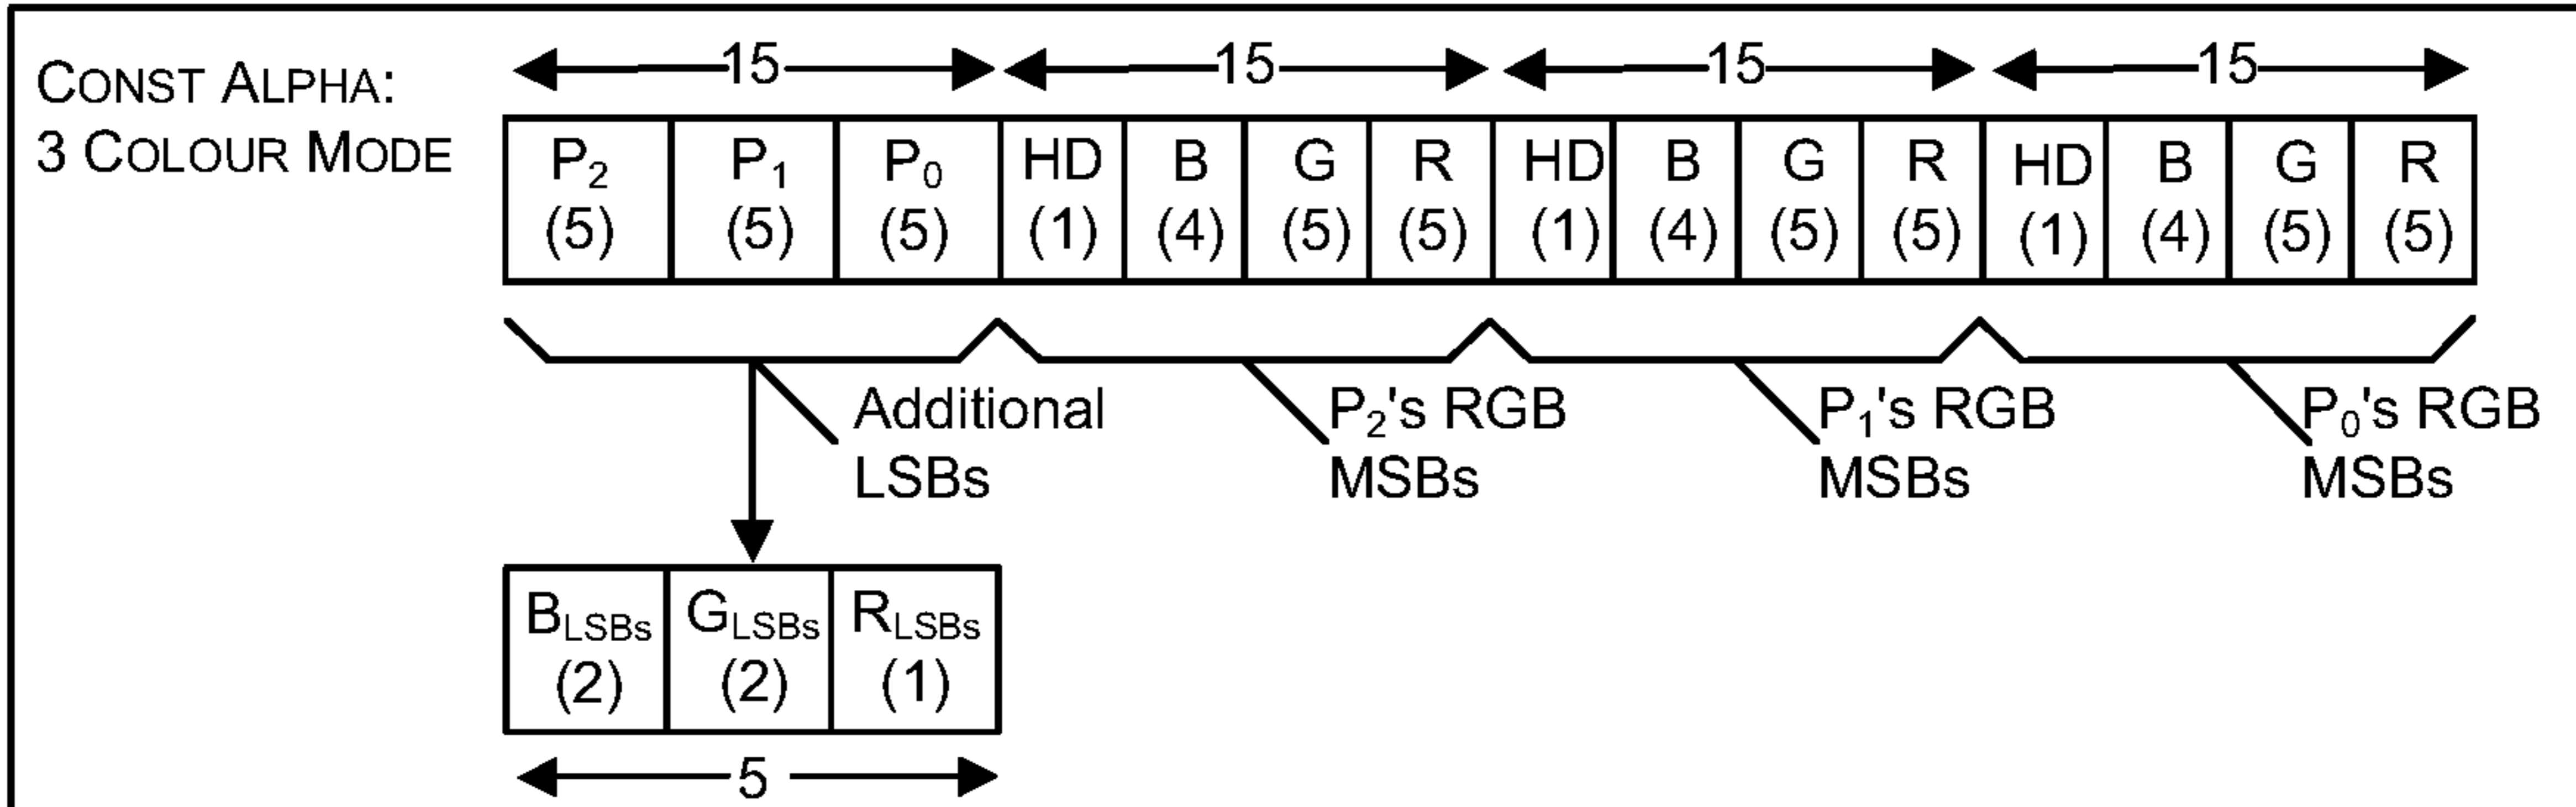 CONST ALPHA:
3 COLOUR MODE
15 15 15 15
P2 P1 P0 HD B G R HD B G R HD B G R
(5) (5) (5) (1) (4) (5) (5) (1) (4) (5) (5) (1) (4) (5) (5)
Additional
LSBs
P2's RGB
MSBs
P1's RGB
MSBs
P0's RGB
MSBs
BLSBs GLSBs RLSBs
(2) (2) (1)
5